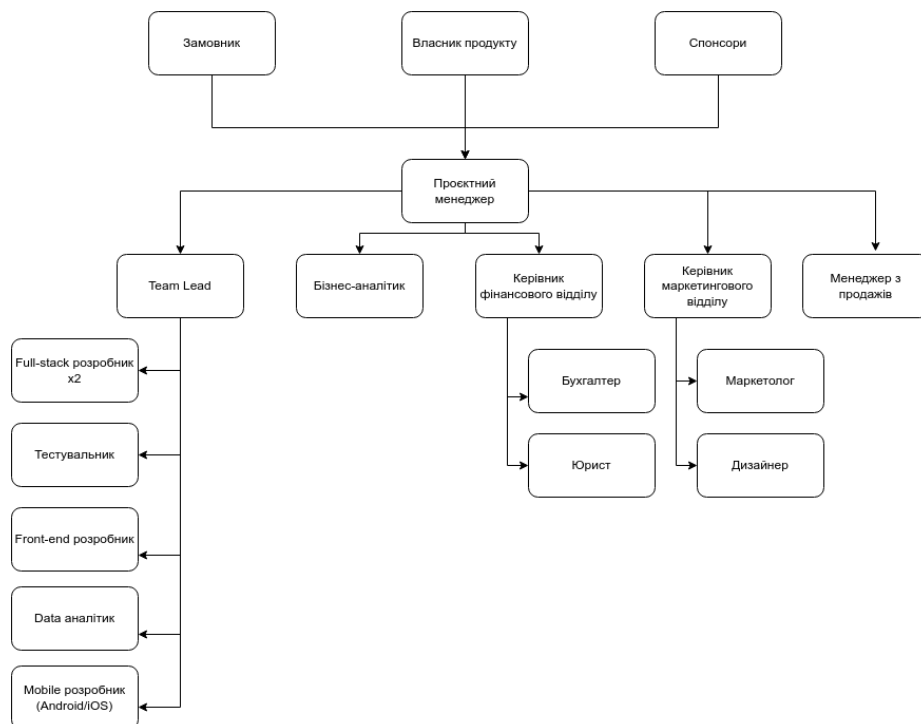 Замовник
Власник продукту
Спонсори
Проєктний
менеджер
Team Lead
Бізнес-аналітик
Керівник
фінансового відділу
Керівник
маркетингового
відділу
Менеджер з
продажів
Full-stack розробник
x2
Бухгалтер
Маркетолог
Тестувальник
Юрист
Дизайнер
Front-end розробник
Data аналітик
Mobile розробник
(Android/iOS)